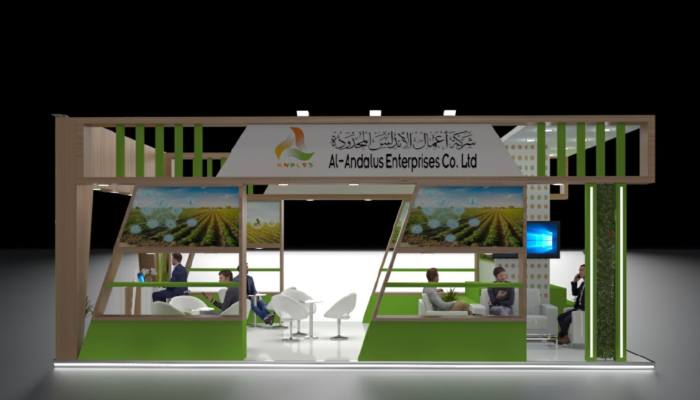 شركة أعمال الأندلس المحدودة
Al-Andalus Enterprises Co. Ltd